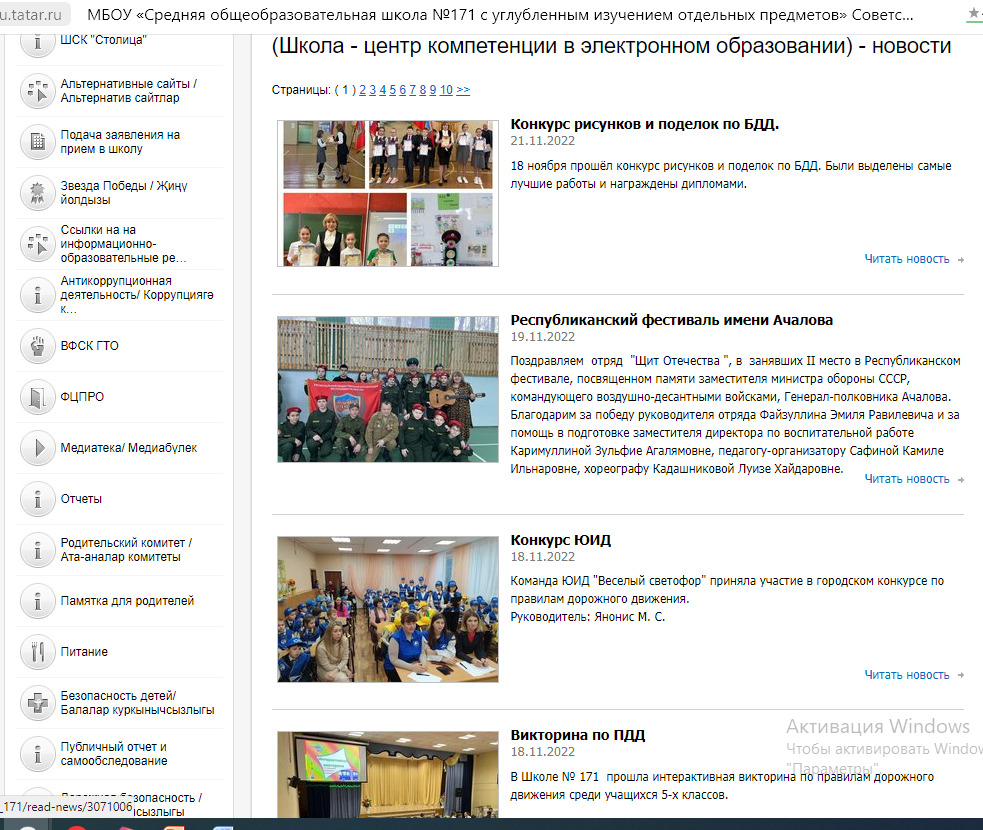 u.tatar.ru
МБОУ «Средняя общеобразовательная школа №171 с углубленным изучением отдельных предметов» Советс...
ШСК "Столица"
Альтернативные сайты /
Альтернатив сайтлар
Подача заявления на
прием в школу
Звезда Победы / Җиңү
йолдызы
Ссылки на на
информационно-
образовательные ре...
Антикоррупционная
деятельность/ Коррупциягә
к...
ВФСК ГТО
ФЦПРО
Медиатека/ Медиабүлек
Отчеты
Родительский комитет /
Ата-аналар комитеты
Памятка для родителей
Питание
Безопасность детей/
Балалар куркынычсызлыгы
Публичный отчет и
самообследование
Дорожная безопасность /
_171/read-news/3071006
(Школа - центр компетенции в электронном образовании) - новости
Страницы: ( 1 ) 2 3 4 5 6 7 8 9 10 >>
Конкурс рисунков и поделок по БДД.
21.11.2022
18 ноября прошёл конкурс рисунков и поделок по БДД. Были выделены самые
лучшие работы и награждены дипломами.
Читать новость
Республиканский фестиваль имени Ачалова
19.11.2022
Поздравляем отряд "Щит Отечества ", в занявших II место в Республиканском
фестивале, посвященном памяти заместителя министра обороны СССР,
командующего воздушно-десантными войсками, Генерал-полковника Ачалова.
Благодарим за победу руководителя отряда Файзуллина Эмиля Равилевича и за
помощь в подготовке заместителя директора по воспитательной работе
Каримуллиной Зульфие Агалямовне, педагогу-организатору Сафиной Камиле
Ильнаровне, хореографу Кадашниковой Луизе Хайдаровне.
Читать новость
Конкурс ЮИД
18.11.2022
Команда ЮИД "Веселый светофор" приняла участие в городском конкурсе по
правилам дорожного движения.
Руководитель: Янонис М. С.
Читать новость
Викторина по ПДД
18.11.2022
В Школе № 171 прошла интерактивная викторина по правилам дорожного
движения среди учащихся 5-х классов.
Активация Windows
Чтобы активировать Windov
"Параметры"